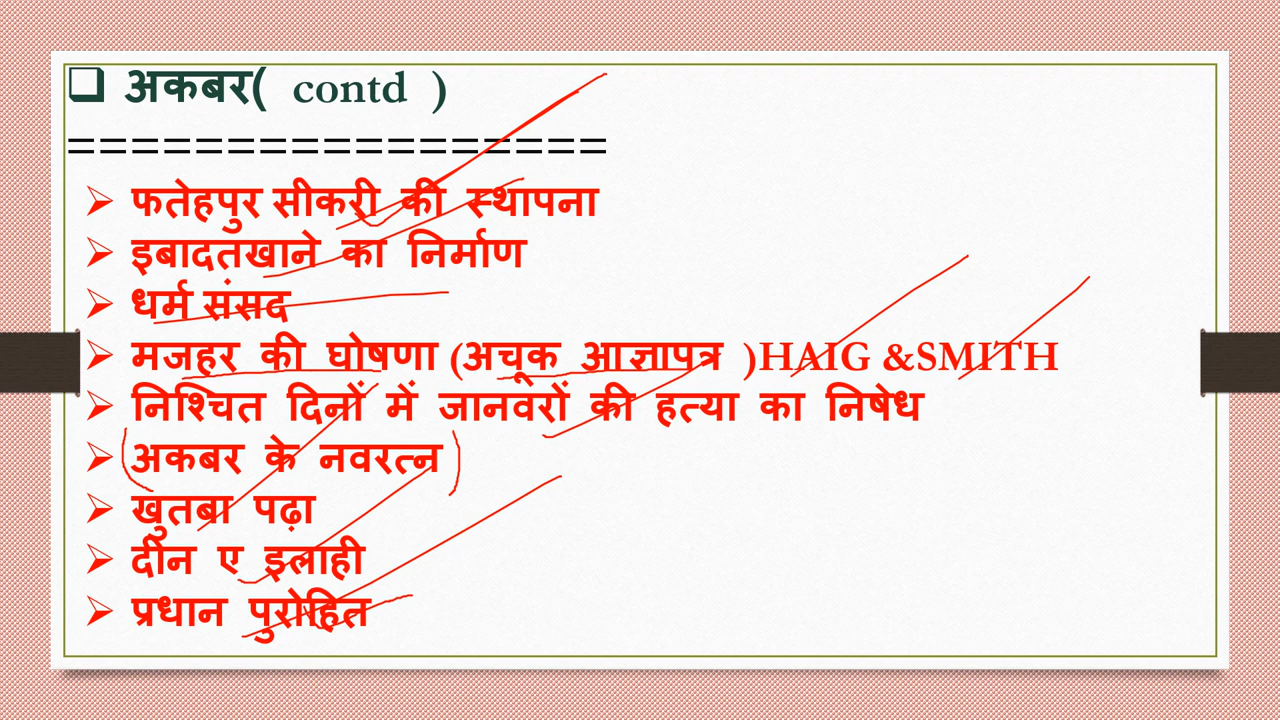 ❑ अकबर( contd )
=================
➢ फतेहपुर सीकरी की स्थापना
➢ इबादतखाने का निर्माण
➢ धर्म संसद
➢ मजहर की घोषणा (अचूक आज्ञापत्र )HAIG &SMITH
➢ निश्चित दिनों में जानवरों की हत्या का निषेध
➢ अकबर के नवरत्न
➢ खुतबा पढ़ा
➢ दीन ए इलाही
➢ प्रधान पुरोहित